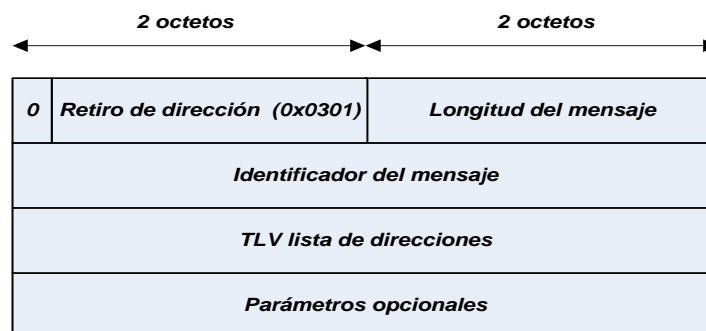 2 octetos 2 octetos
0 Retiro de dirección (0x0301) Longitud del mensaje
Identificador del mensaje
TLV lista de direcciones
Parámetros opcionales